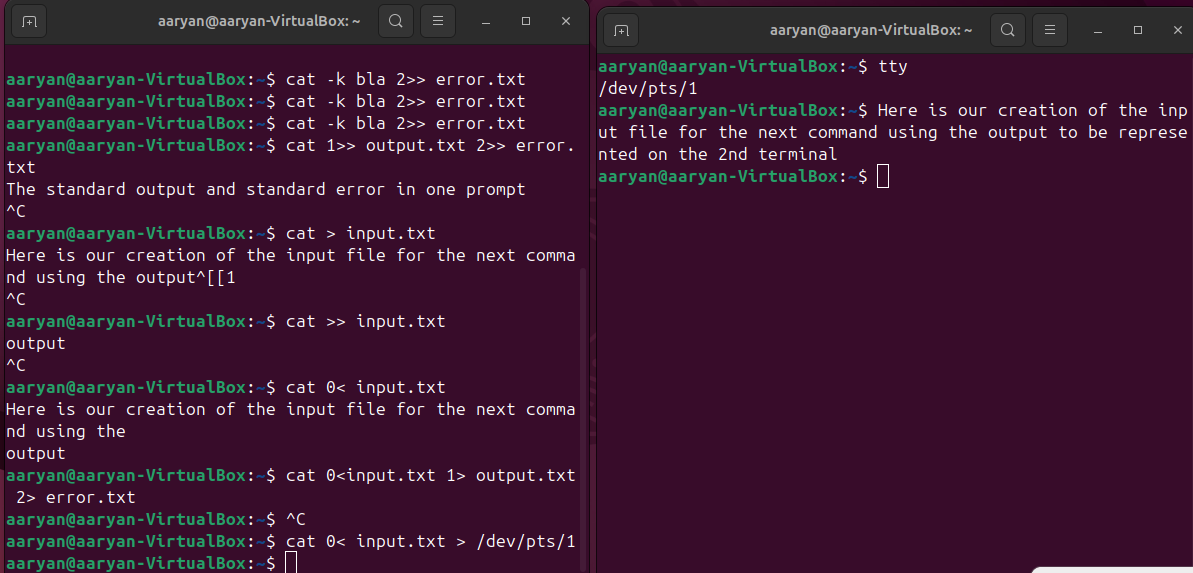 aaryan@aaryan-VirtualBox: ~
aaryan@aaryan-VirtualBox:~$ cat -k bla 2>> error.txt
aaryan@aaryan-VirtualBox:~$ cat -k bla 2>> error.txt
aaryan@aaryan-VirtualBox:~$ cat -k bla 2>> error.txt
aaryan@aaryan-VirtualBox:~$ cat 1>> output.txt 2>> error.
txt
The standard output and standard error in one prompt
^C
aaryan@aaryan-VirtualBox:~$ cat > input.txt
Here is our creation of the input file for the next comma
nd using the output^[[1
^C
aaryan@aaryan-VirtualBox:~$ cat >> input.txt
output
^C
aaryan@aaryan-VirtualBox:~$ cat 0< input.txt
Here is our creation of the input file for the next comma
nd using the
output
aaryan@aaryan-VirtualBox:~$ cat 0<input.txt 1> output.txt
 2> error.txt
aaryan@aaryan-VirtualBox:~$ ^C
aaryan@aaryan-VirtualBox:~$ cat 0< input.txt > /dev/pts/1
aaryan@aaryan-VirtualBox:~$
aaryan@aaryan-VirtualBox: ~
aaryan@aaryan-VirtualBox:~$ tty
/dev/pts/1
aaryan@aaryan-VirtualBox:~$ Here is our creation of the inp
ut file for the next command using the output to be represe
nted on the 2nd terminal
aaryan@aaryan-VirtualBox:~$